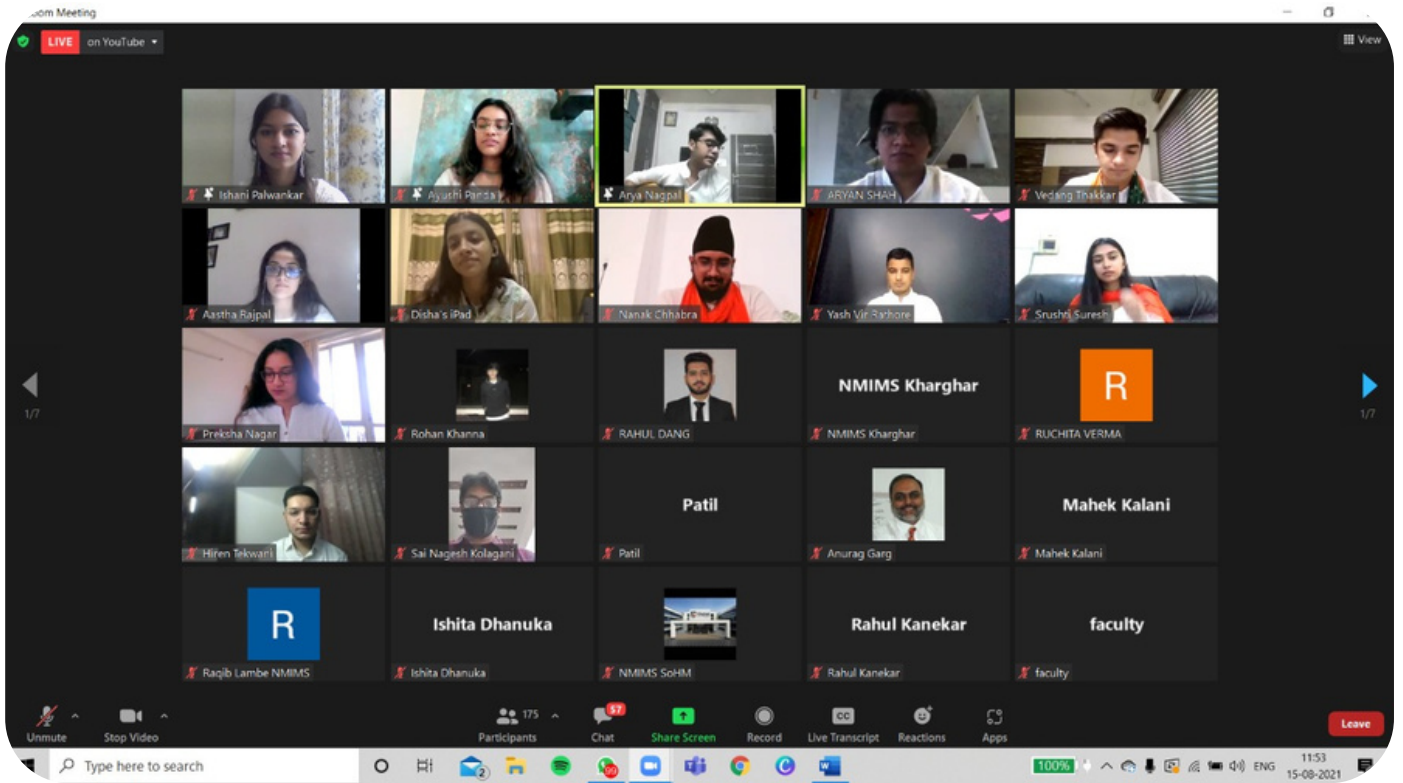 oom Meeting
LIVE on YouTube
View
Ishani Palwankar
Ayushi Panda
Arya Nagpal
ARYAN SHAH
Vedang Thakkar
Aastha Rajpal
Disha's iPad
Nanak Chhabra
Yash Vir Rathore
Srushti Suresh
1/7
1/7
Preksha Nagar
Rohan Khanna
RAHUL DANG
NMIMS Kharghar
NMIMS Kharghar
R
RUCHITA VERMA
Hiren Tekwani
Sai Nagesh Kolagani
Patil
Patil
Anurag Garg
Mahek Kalani
Mahek Kalani
R
Raqib Lambe NMIMS
Ishita Dhanuka
Ishita Dhanuka
NMIMS SoHM
Rahul Kanekar
Rahul Kanekar
faculty
faculty
Unmute
Stop Video
175
Participants
57
Chat
Share Screen
Record
CC
Live Transcript
Reactions
Apps
Leave
Type here to search
2
99
W
100%
ENG
11:53
15-08-2021